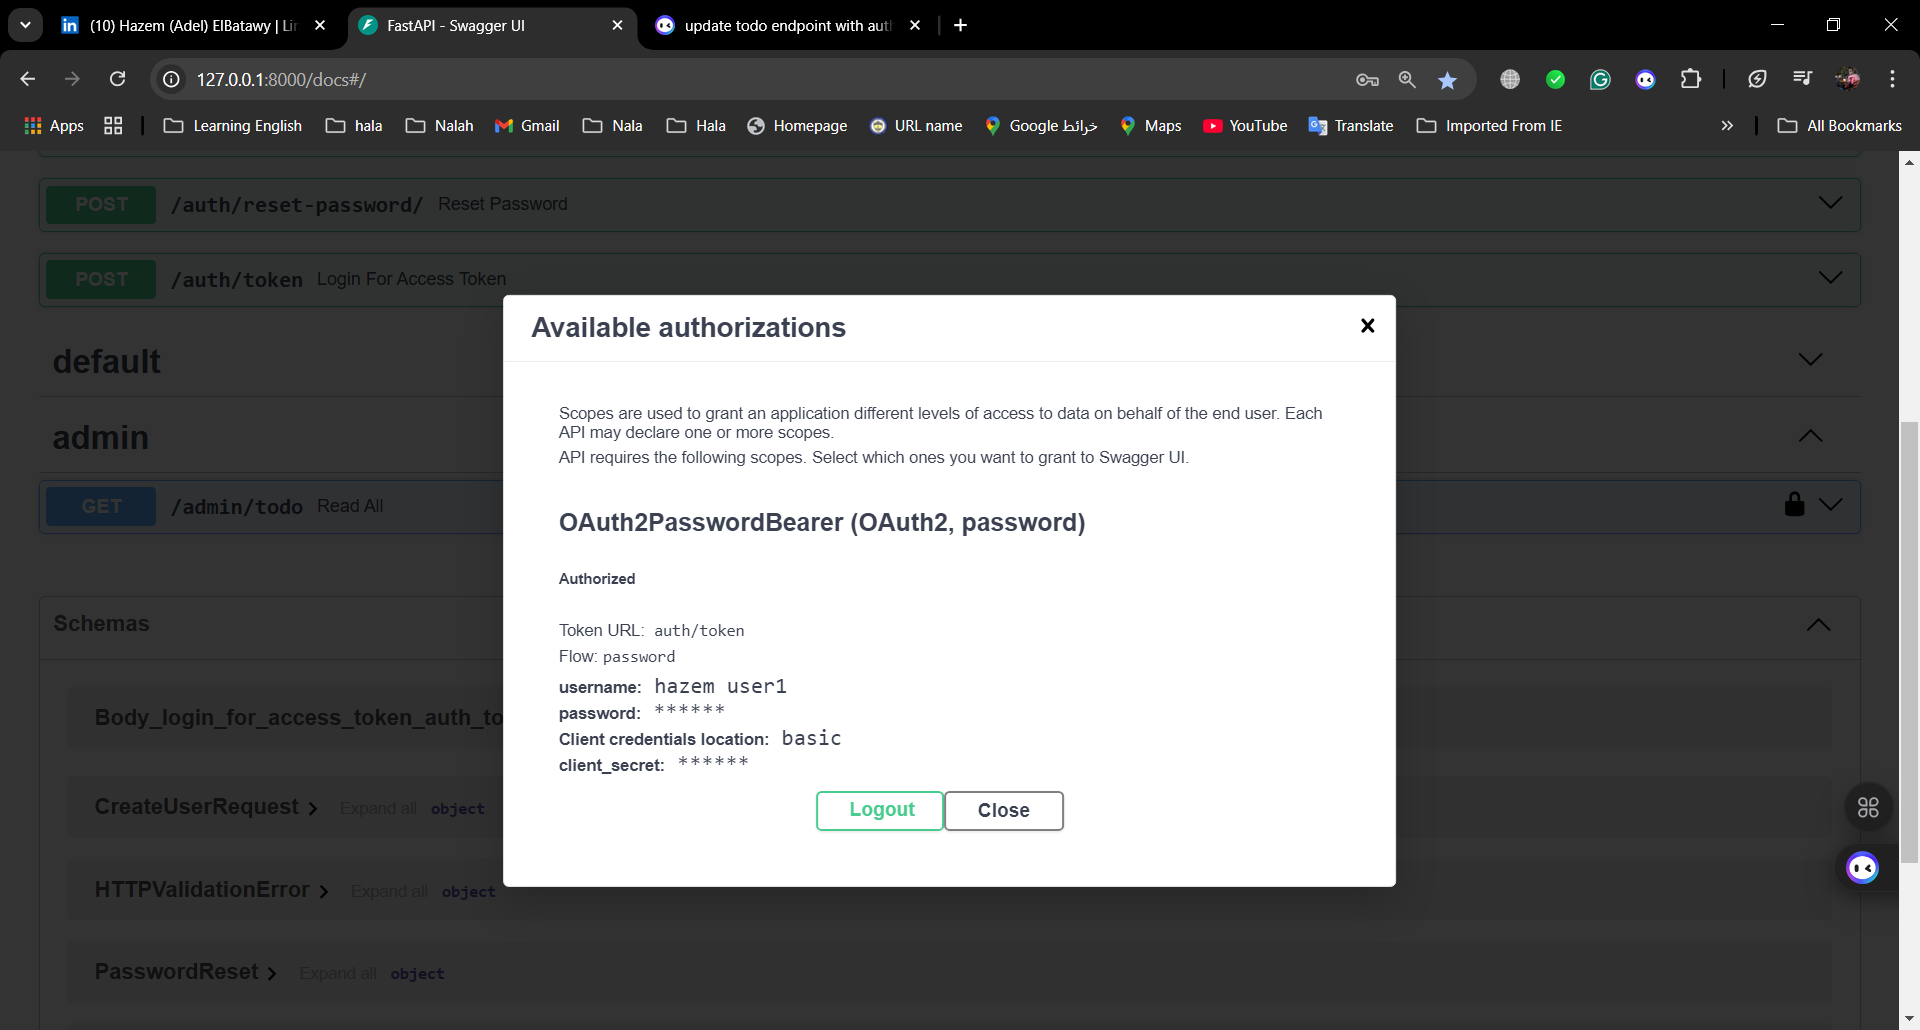 (10) Hazem (Adel) ElBatawy | Lin
FastAPI - Swagger UI
update todo endpoint with aut
127.0.0.1:8000/docs#/
Apps
Learning English
hala
Nalah
Gmail
Nala
Hala
Homepage
URL name
Google خرائط
Maps
YouTube
Translate
Imported From IE
All Bookmarks
POST /auth/reset-password/ Reset Password
POST /auth/token Login For Access Token
default
admin
GET /admin/todo Read All
Schemas
Body_login_for_access_token_auth_to
CreateUserRequest Expand all object
HTTPValidationError Expand all object
PasswordReset Expand all object
Available authorizations
Scopes are used to grant an application different levels of access to data on behalf of the end user. Each
API may declare one or more scopes.
API requires the following scopes. Select which ones you want to grant to Swagger UI.
OAuth2PasswordBearer (OAuth2, password)
Authorized
Token URL: auth/token
Flow: password
username: hazem user1
password: ******
Client credentials location: basic
client_secret: ******
Logout
Close